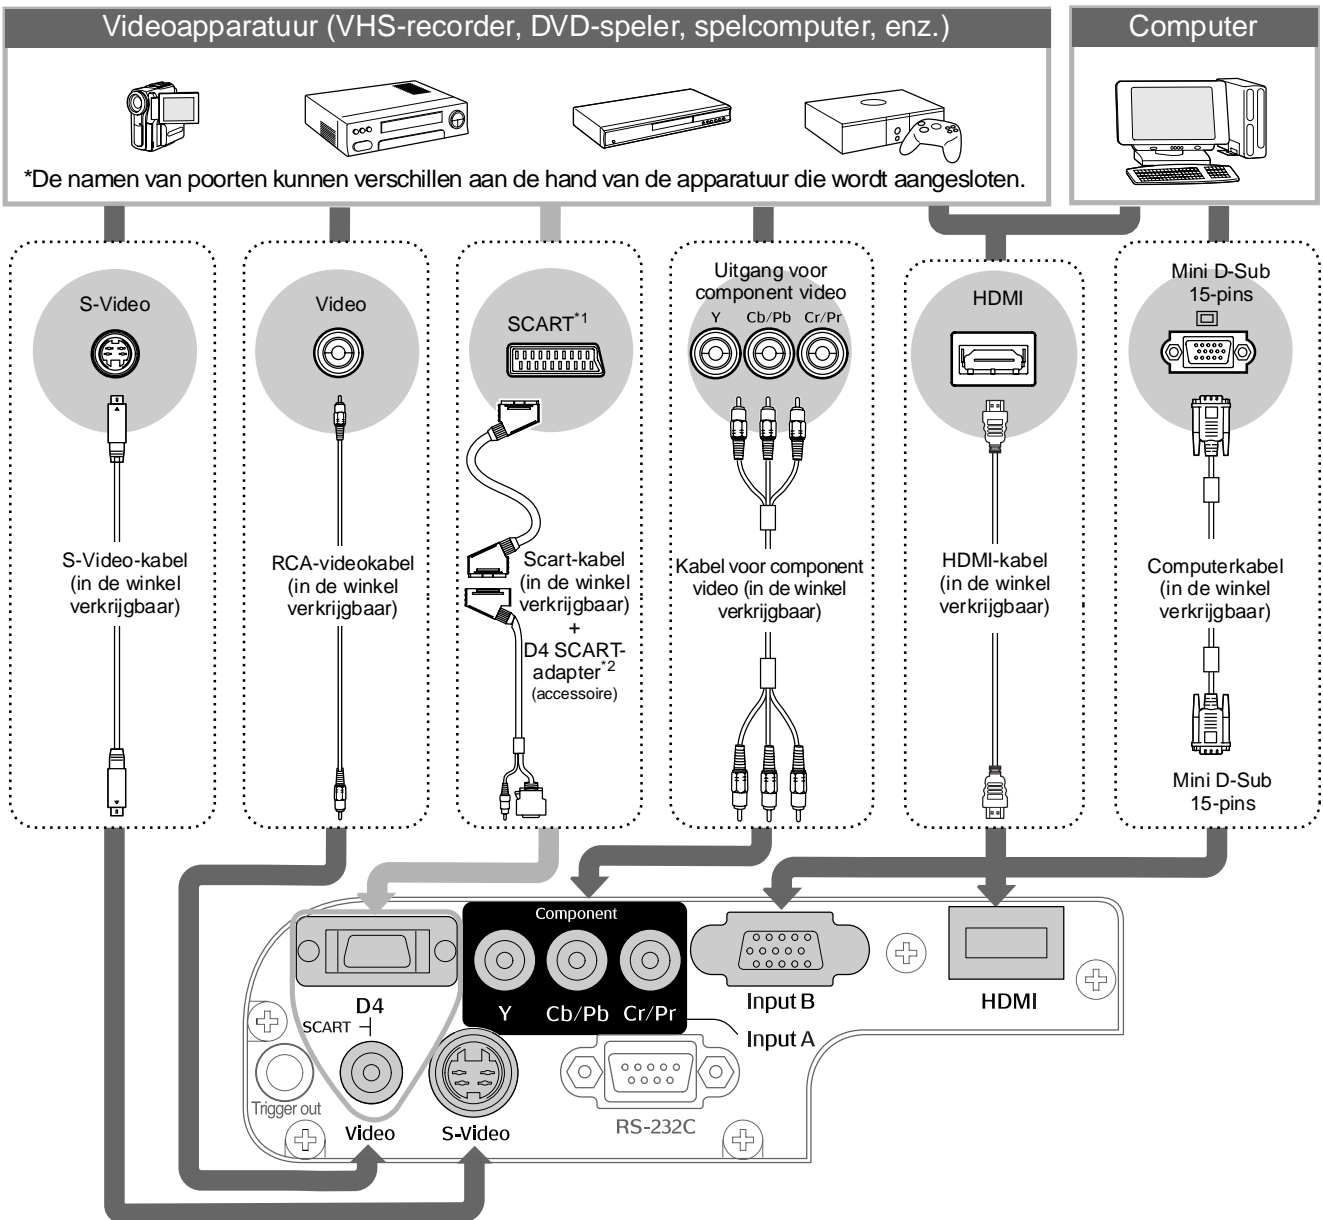 Videoapparatuur (VHS-recorder, DVD-speler, spelcomputer, enz.)
Computer
*De namen van poorten kunnen verschillen aan de hand van de apparatuur die wordt aangesloten.
S-Video
Video
SCART*1
Uitgang voor
component video
Y Cb/Pb Cr/Pr
HDMI
Mini D-Sub
15-pins
S-Video-kabel
(in de winkel
verkrijgbaar)
RCA-videokabel
(in de winkel
verkrijgbaar)
Scart-kabel
(in de winkel
verkrijgbaar)
+
D4 SCART-
adapter*2
(accessoire)
Kabel voor component
video (in de winkel
verkrijgbaar)
HDMI-kabel
(in de winkel
verkrijgbaar)
Computerkabel
(in de winkel
verkrijgbaar)
Mini D-Sub
15-pins
Component
Y Cb/Pb Cr/Pr
Input B
HDMI
D4
SCART
Input A
Trigger out
Video
S-Video
RS-232C